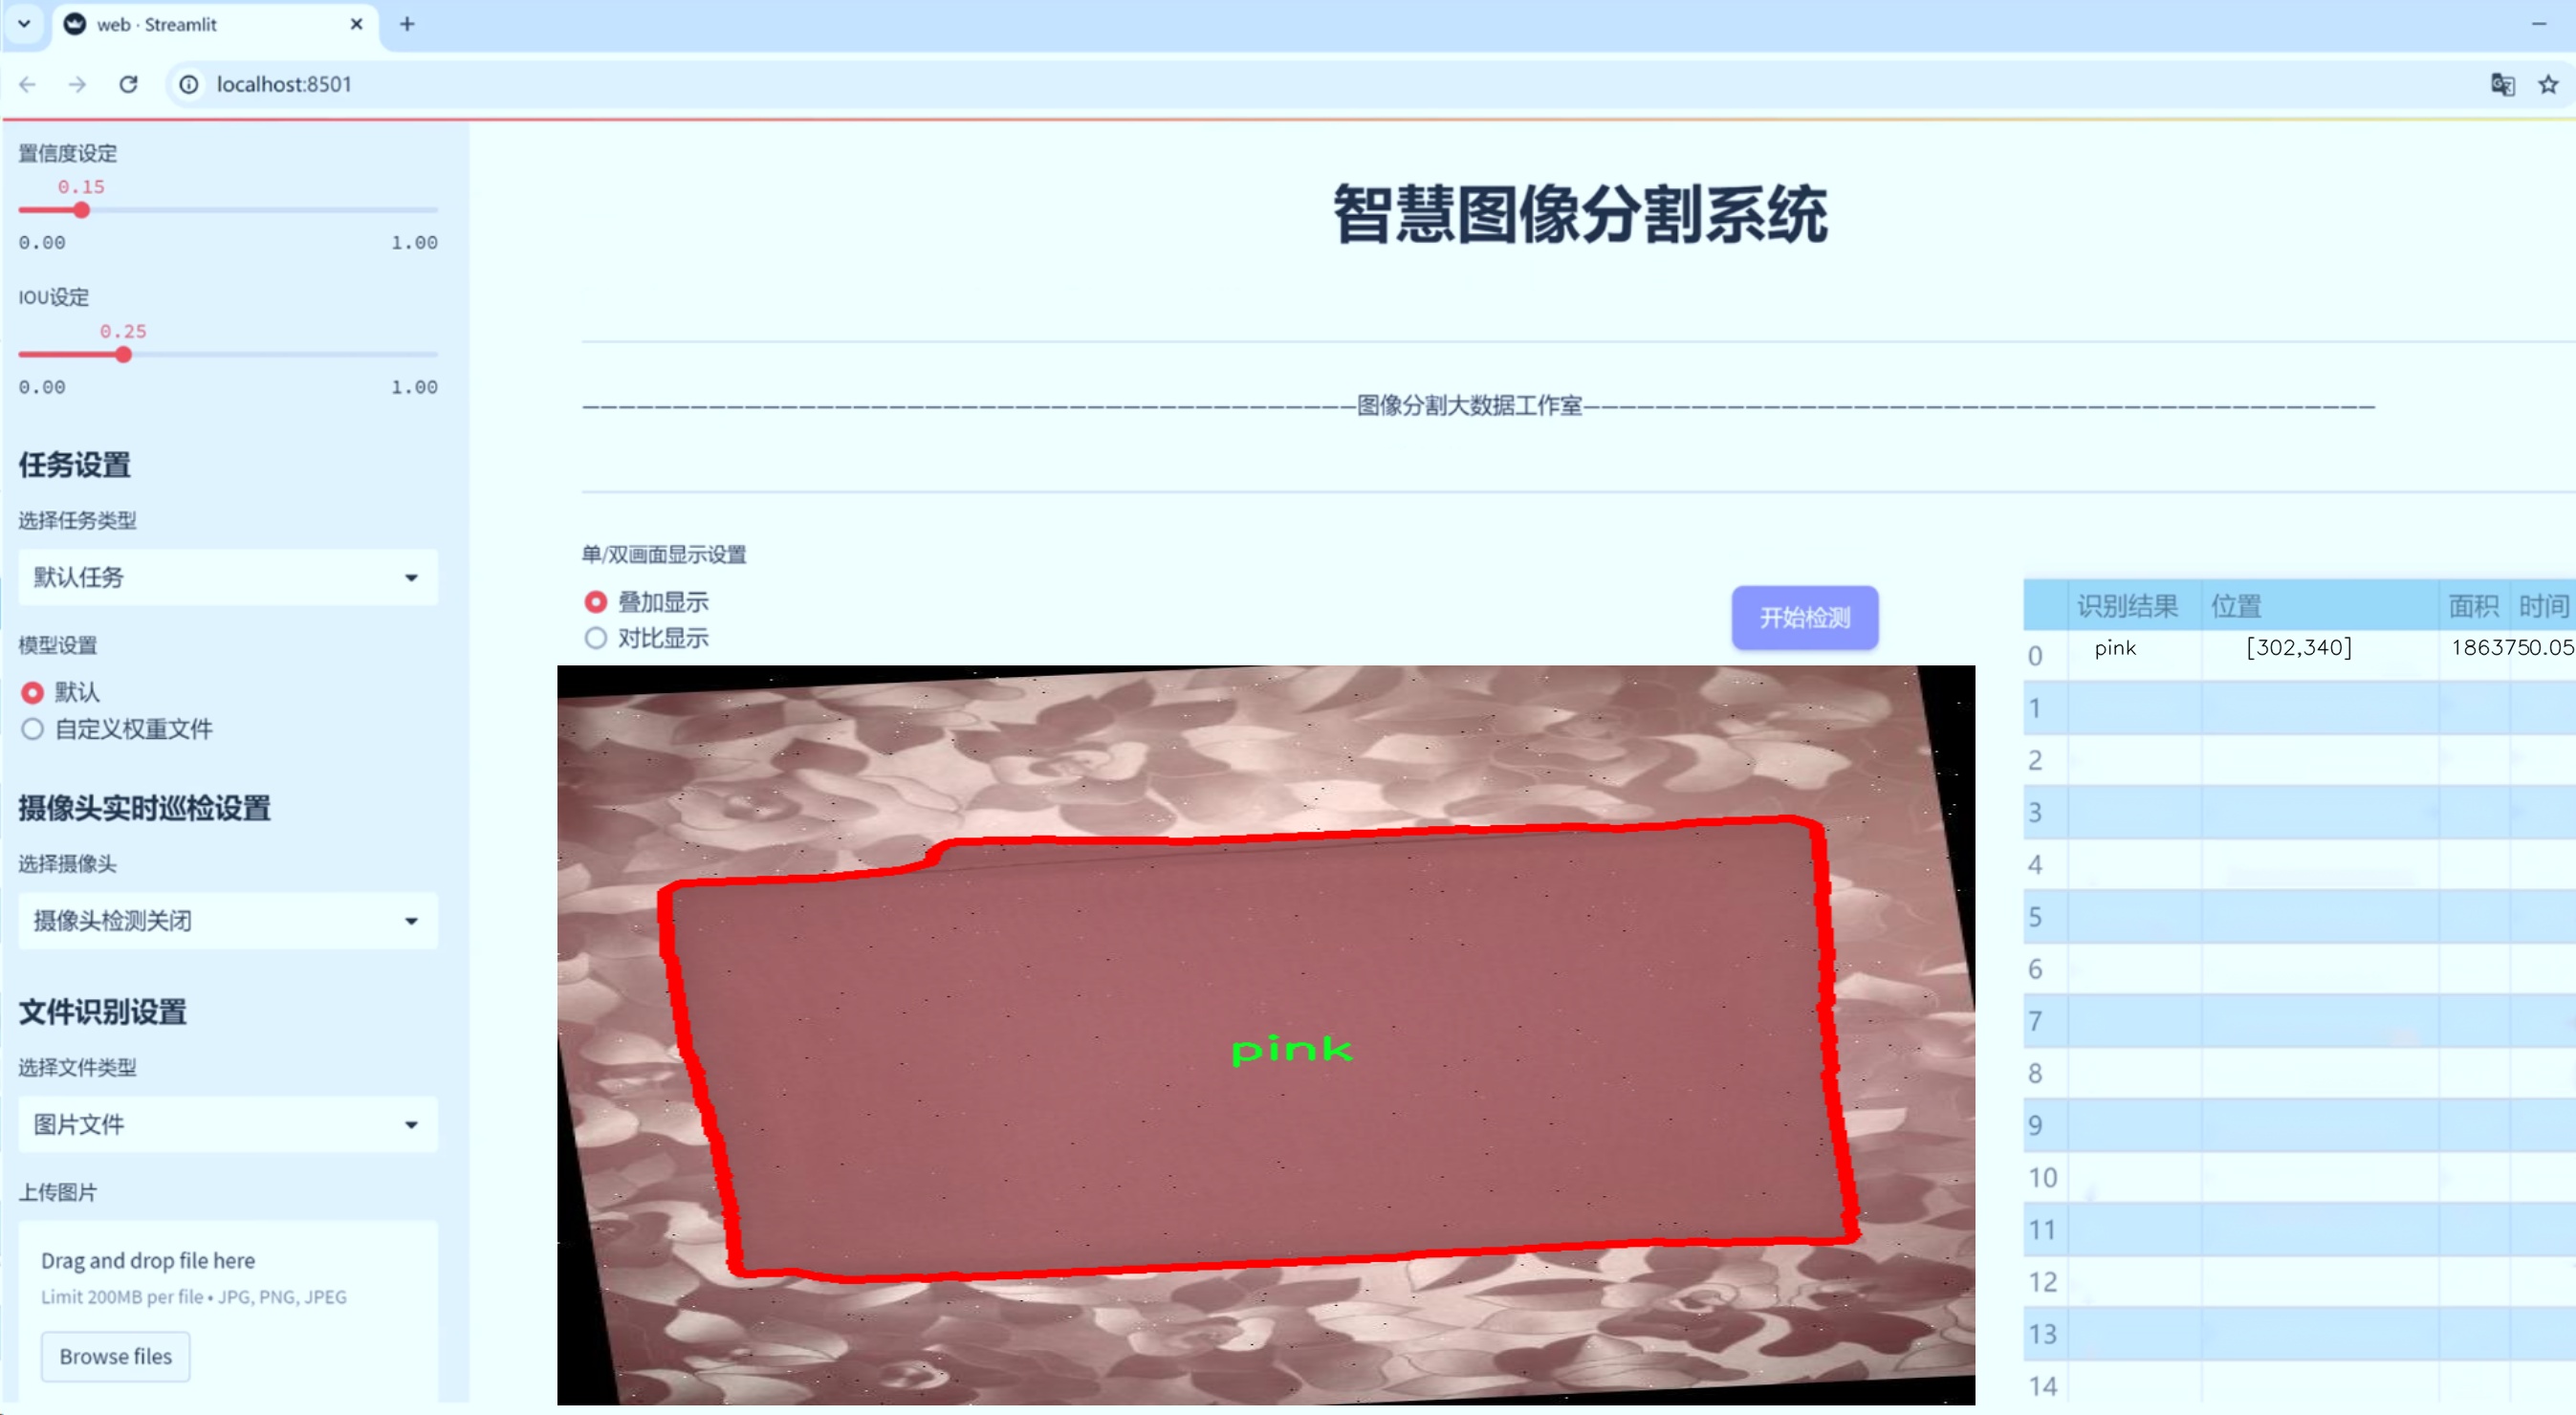 web · Streamlit
localhost:8501
置信度设定
0.15
0.00 1.00
IOU设定
0.25
0.00 1.00
任务设置
选择任务类型
默认任务
模型设置
默认
自定义权重文件
摄像头实时巡检设置
选择摄像头
摄像头检测关闭
文件识别设置
选择文件类型
图片文件
上传图片
Drag and drop file here
Limit 200MB per file • JPG, PNG, JPEG
Browse files
智慧图像分割系统
———————————————————————————————————————————图像分割大数据工作室————————————————————————————————————————————
单/双画面显示设置
叠加显示
对比显示
开始检测
pink
识别结果 位置 面积 时间
0 pink [302,340] 1863750.05
1
2
3
4
5
6
7
8
9
10
11
12
13
14